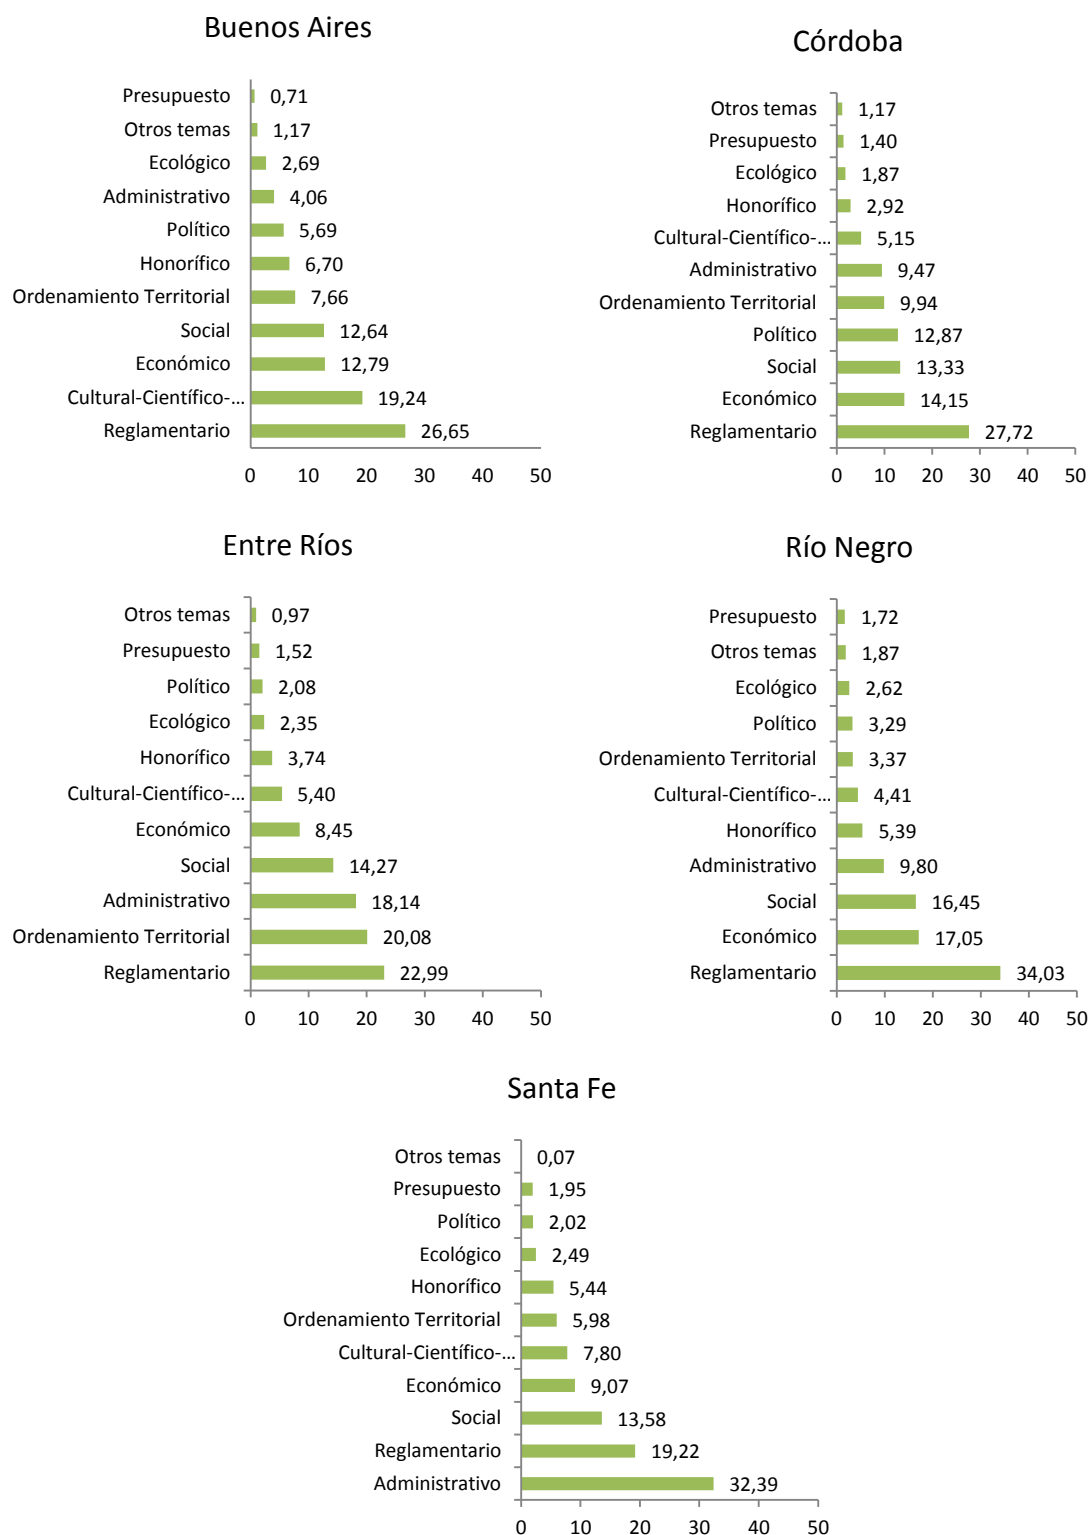 Buenos Aires
Presupuesto 0,71
Otros temas 1,17
Ecológico 2,69
Administrativo 4,06
Político 5,69
Honorífico 6,70
Ordenamiento Territorial 7,66
Social 12,64
Económico 12,79
Cultural-Científico-... 19,24
Reglamentario 26,65
0 10 20 30 40 50
Córdoba
Otros temas 1,17
Presupuesto 1,40
Ecológico 1,87
Honorífico 2,92
Cultural-Científico-... 5,15
Administrativo 9,47
Ordenamiento Territorial 9,94
Político 12,87
Social 13,33
Económico 14,15
Reglamentario 27,72
0 10 20 30 40 50
Entre Ríos
Otros temas 0,97
Presupuesto 1,52
Político 2,08
Ecológico 2,35
Honorífico 3,74
Cultural-Científico-... 5,40
Económico 8,45
Social 14,27
Administrativo 18,14
Ordenamiento Territorial 20,08
Reglamentario 22,99
0 10 20 30 40 50
Río Negro
Presupuesto 1,72
Otros temas 1,87
Ecológico 2,62
Político 3,29
Ordenamiento Territorial 3,37
Cultural-Científico-... 4,41
Honorífico 5,39
Administrativo 9,80
Social 16,45
Económico 17,05
Reglamentario 34,03
0 10 20 30 40 50
Santa Fe
Otros temas 0,07
Presupuesto 1,95
Político 2,02
Ecológico 2,49
Honorífico 5,44
Ordenamiento Territorial 5,98
Cultural-Científico-... 7,80
Económico 9,07
Social 13,58
Reglamentario 19,22
Administrativo 32,39
0 10 20 30 40 50